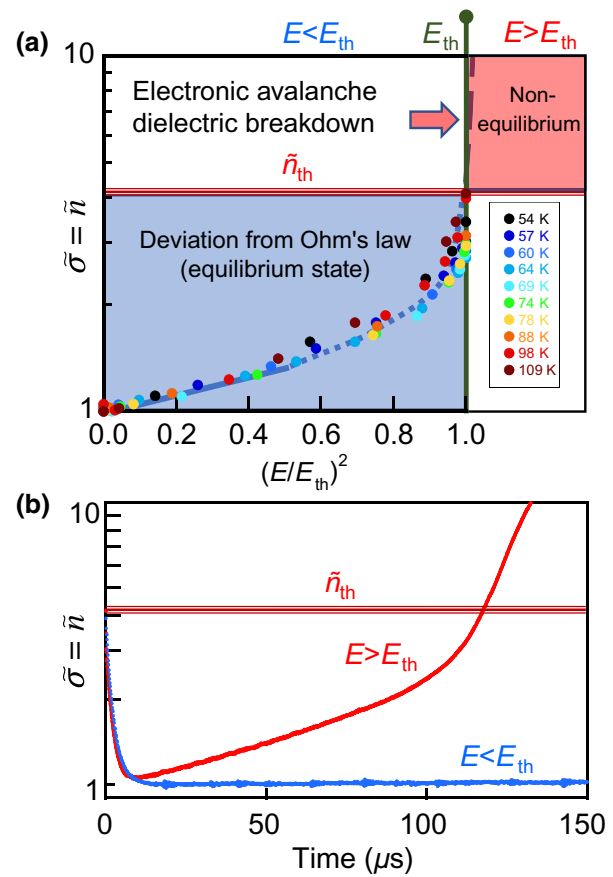 (a)
E<Eth
Eth
E>Eth
10
Electronic avalanche
dielectric breakdown
Non-
equilibrium
ñth
Deviation from Ohm's law
(equilibrium state)
54 K
57 K
60 K
64 K
69 K
74 K
78 K
88 K
98 K
109 K
σ̃ = ñ
1
0.0 0.2 0.4 0.6 0.8 1.0
(E/Eth)²
(b)
10
ñth
E>Eth
E<Eth
σ̃ = ñ
1
0 50 100 150
Time (μs)